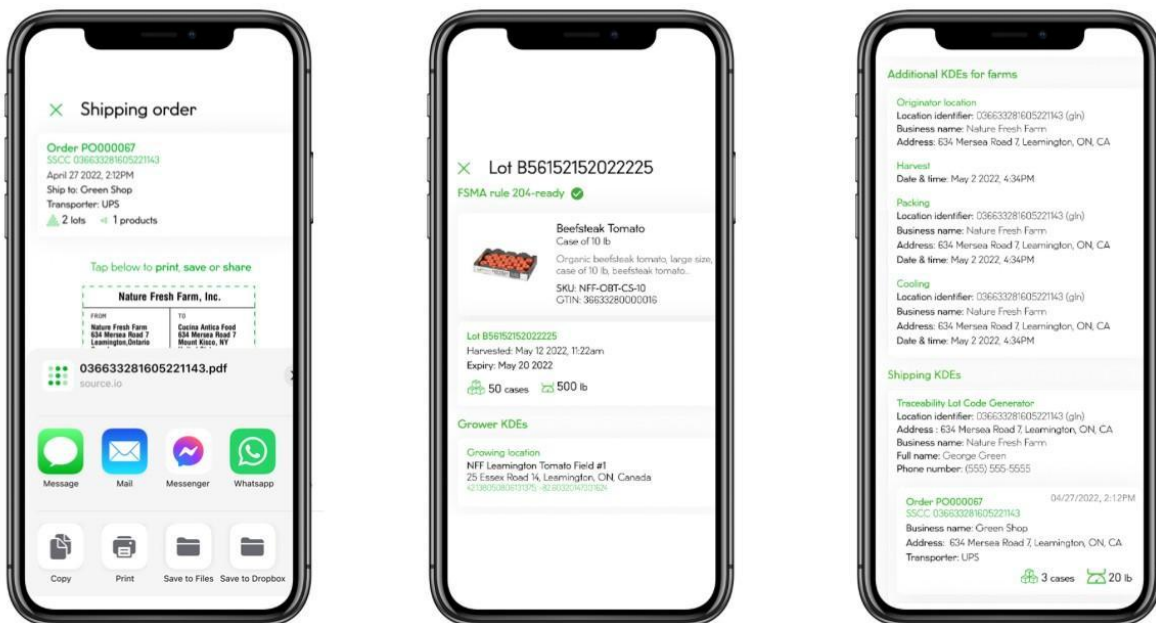 Shipping order
Order PO000067
SSCC 036633281605221143
April 27 2022, 2:12PM
Ship to: Green Shop
Transporter: UPS
2 lots 1 products
Tap below to print, save or share
Nature Fresh Farm, Inc.
FROM TO
Nature Fresh Farm Cucina Antica Food
634 Mersea Road 7 634 Mersea Road 7
Leamington,Ontario Mount Kisco, NY
036633281605221143.pdf
source.io
Message Mail Messenger Whatsapp
Copy Print Save to Files Save to Dropbox
Lot B56152152022225
FSMA rule 204-ready
Beefsteak Tomato
Case of 10 lb
Organic beefsteak tomato, large size,
case of 10 lb, beefsteak tomato...
SKU: NFF-OBT-CS-10
GTIN: 36633280000016
Lot B56152152022225
Harvested: May 12 2022, 11:22am
Expiry: May 20 2022
50 cases 500 lb
Grower KDEs
Growing location
NFF Leamington Tomato Field #1
25 Essex Road 14, Leamington, ON, Canada
Additional KDEs for farms
Originator location
Location identifier: 036633281605221143 (gln)
Business name: Nature Fresh Farm
Address: 634 Mersea Road 7, Leamington, ON, CA
Harvest
Date & time: May 2 2022, 4:34PM
Packing
Location identifier: 036633281605221143 (gln)
Business name: Nature Fresh Farm
Address: 634 Mersea Road 7, Leamington, ON, CA
Date & time: May 2 2022, 4:34PM
Cooling
Location identifier: 036633281605221143 (gln)
Business name: Nature Fresh Farm
Address: 634 Mersea Road 7, Leamington, ON, CA
Date & time: May 2 2022, 4:34PM
Shipping KDEs
Traceability Lot Code Generator
Location identifier: 036633281605221143 (gln)
Address : 634 Mersea Road 7, Leamington, ON, CA
Business name: Nature Fresh Farm
Full name: George Green
Phone number: (555) 555-5555
Order PO000067 04/27/2022, 2:12PM
SSCC 036633281605221143
Business name: Green Shop
Address: 634 Mersea Road 7, Leamington, ON, CA
Transporter: UPS
3 cases 20 lb